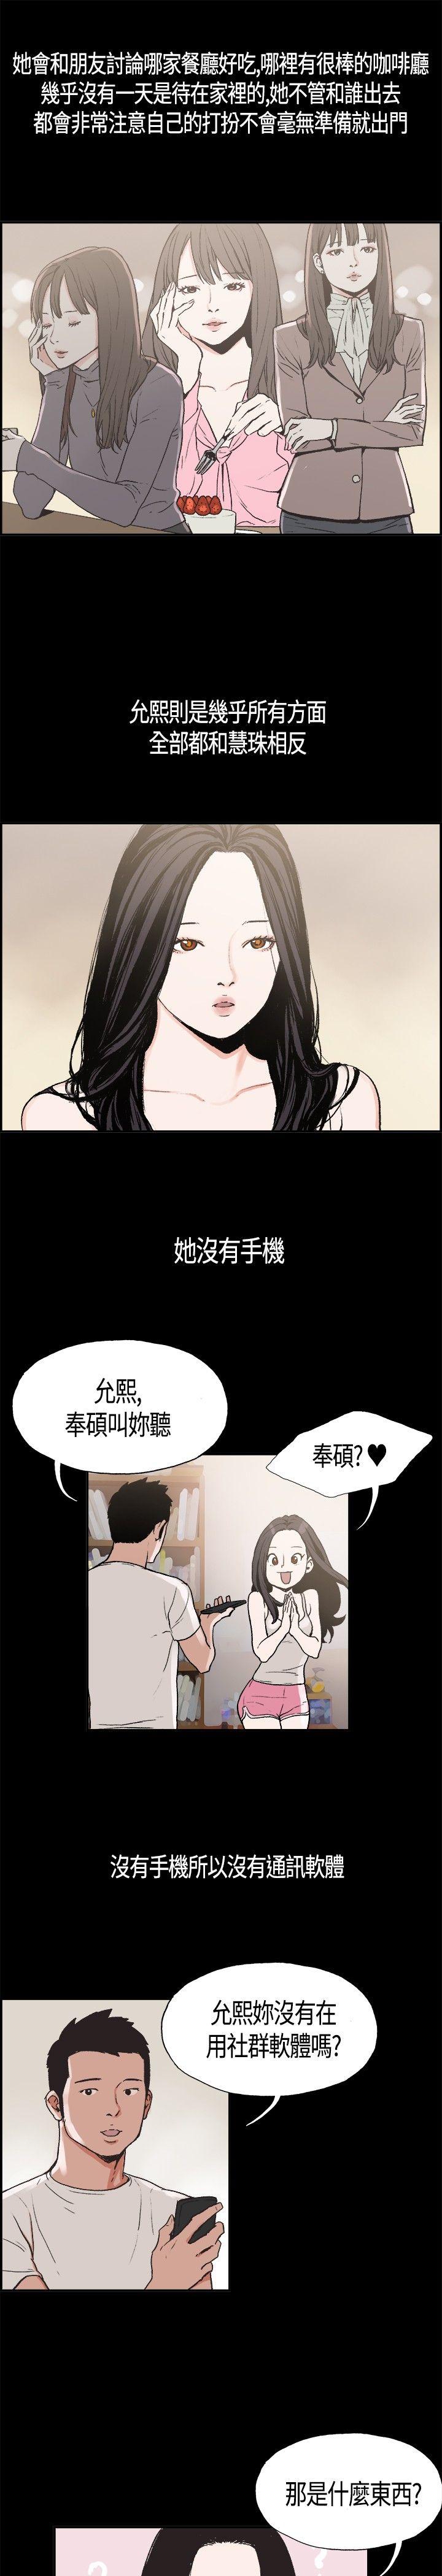 她會和朋友討論哪家餐廳好吃,哪裡有很棒的咖啡廳
幾乎沒有一天是待在家裡的,她不管和誰出去
都會非常注意自己的打扮不會毫無準備就出門
允熙則是幾乎所有方面
全部都和慧珠相反
她沒有手機
允熙,
奉碩叫妳聽
奉碩?♥
沒有手機所以沒有通訊軟體
允熙妳沒有在
用社群軟體嗎?
那是什麼東西?
?
?